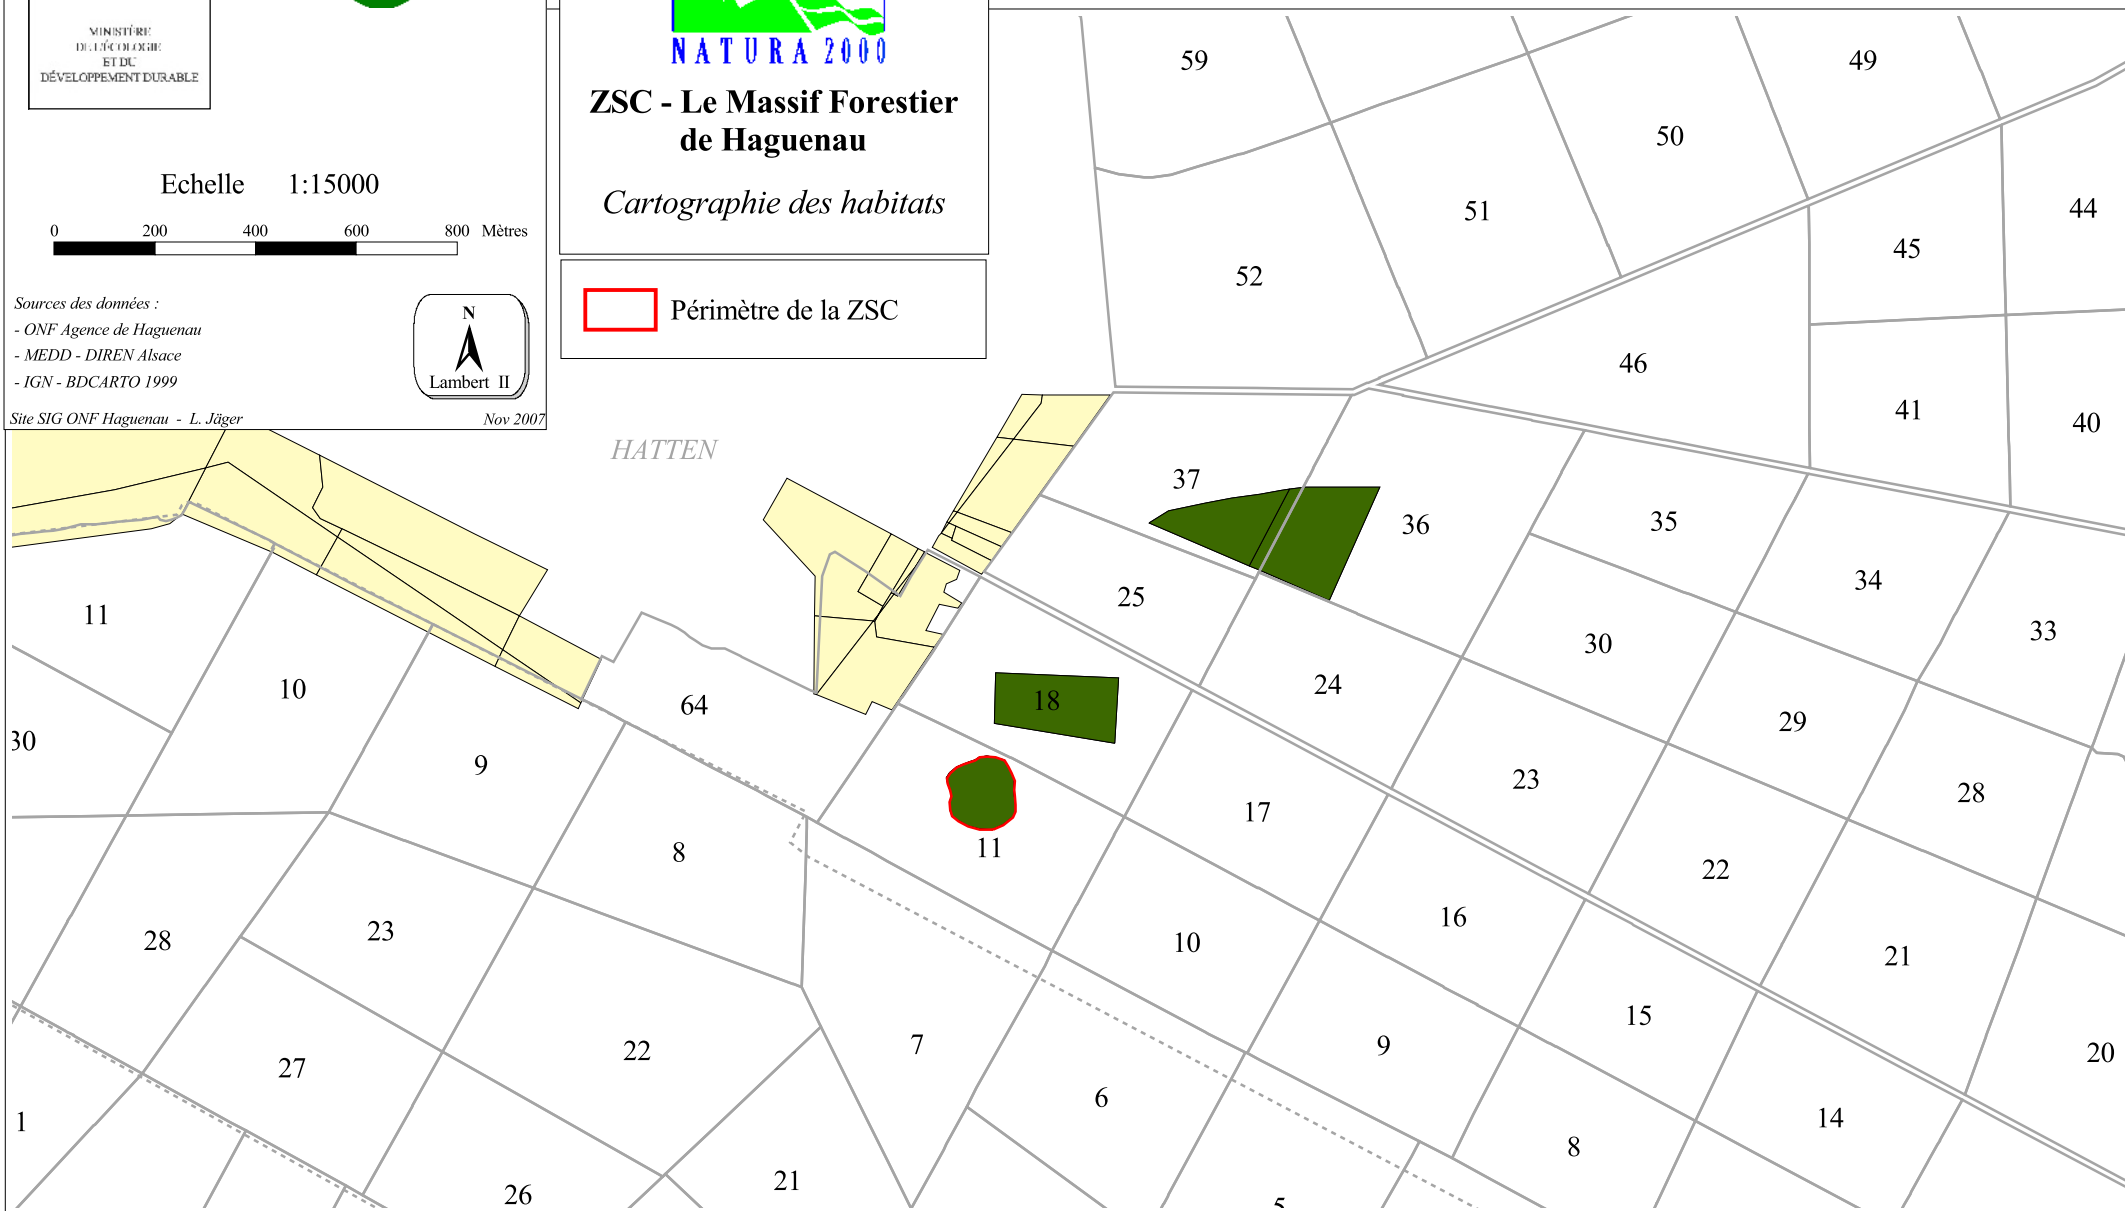 MINISTÈRE
DE L'ÉCOLOGIE
ET DU
DÉVELOPPEMENT DURABLE
Echelle 1:15000
0 200 400 600 800 Mètres
Sources des données :
- ONF Agence de Haguenau
- MEDD - DIREN Alsace
- IGN - BDCARTO 1999
N
Lambert II
Site SIG ONF Haguenau - L. Jäger Nov 2007
NATURA 2000
ZSC - Le Massif Forestier
de Haguenau
Cartographie des habitats
Périmètre de la ZSC
59
49
50
51
44
45
52
46
41
40
HATTEN
37
36
35
34
33
25
30
24
29
28
18
23
17
22
11
16
21
10
15
20
9
14
8
11
10
64
30
9
8
28
23
7
22
27
6
1
26
21
5